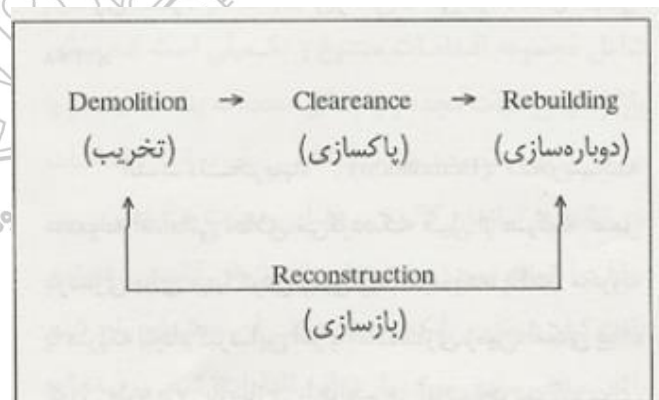 Demolition → Cleareance → Rebuilding
(تخریب) (پاکسازی) (دوباره‌سازی)
Reconstruction
(بازسازی)